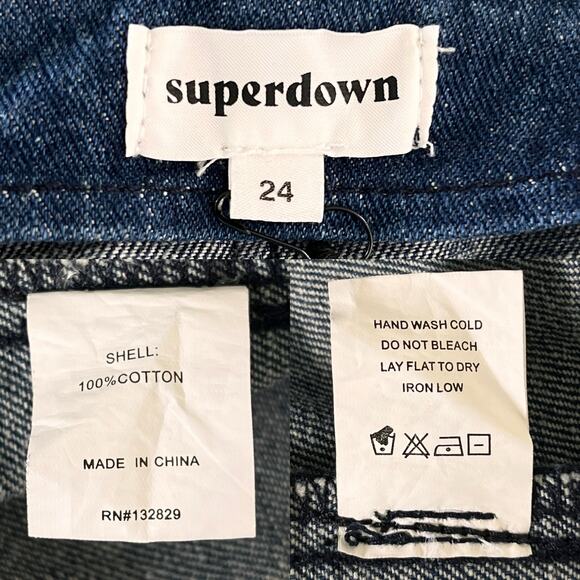 superdown
24
SHELL:
100%COTTON
MADE IN CHINA
RN#132829
HAND WASH COLD
DO NOT BLEACH
LAY FLAT TO DRY
IRON LOW